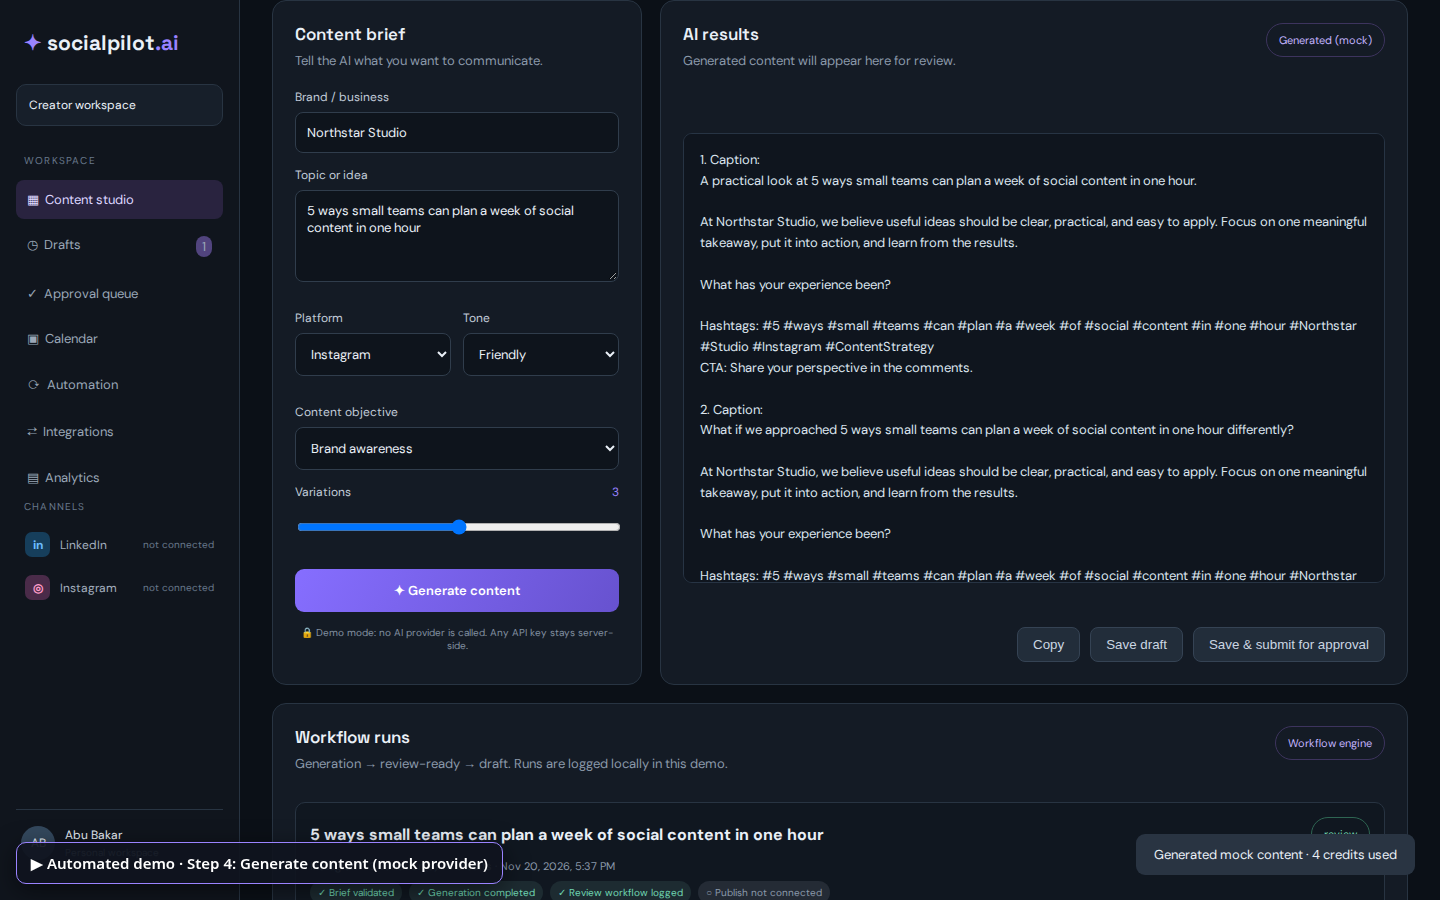 ✦ socialpilot.ai
Creator workspace
WORKSPACE
▦ Content studio
◷ Drafts 1
✓ Approval queue
▣ Calendar
⟳ Automation
⇄ Integrations
▤ Analytics
CHANNELS
in LinkedIn not connected
◎ Instagram not connected
Abu Bakar
Content brief
Tell the AI what you want to communicate.
Brand / business
Northstar Studio
Topic or idea
5 ways small teams can plan a week of social
content in one hour
Platform Tone
Instagram Friendly
Content objective
Brand awareness
Variations 3
✦ Generate content
🔒 Demo mode: no AI provider is called. Any API key stays server-
side.
AI results
Generated (mock)
Generated content will appear here for review.
1. Caption:
A practical look at 5 ways small teams can plan a week of social content in one hour.
At Northstar Studio, we believe useful ideas should be clear, practical, and easy to apply. Focus on one meaningful
takeaway, put it into action, and learn from the results.
What has your experience been?
Hashtags: #5 #ways #small #teams #can #plan #a #week #of #social #content #in #one #hour #Northstar
#Studio #Instagram #ContentStrategy
CTA: Share your perspective in the comments.
2. Caption:
What if we approached 5 ways small teams can plan a week of social content in one hour differently?
At Northstar Studio, we believe useful ideas should be clear, practical, and easy to apply. Focus on one meaningful
takeaway, put it into action, and learn from the results.
What has your experience been?
Hashtags: #5 #ways #small #teams #can #plan #a #week #of #social #content #in #one #hour #Northstar
Copy Save draft Save & submit for approval
Workflow runs
Workflow engine
Generation → review-ready → draft. Runs are logged locally in this demo.
5 ways small teams can plan a week of social content in one hour
review
Nov 20, 2026, 5:37 PM
✓ Brief validated ✓ Generation completed ✓ Review workflow logged ○ Publish not connected
▶ Automated demo · Step 4: Generate content (mock provider)
Generated mock content · 4 credits used